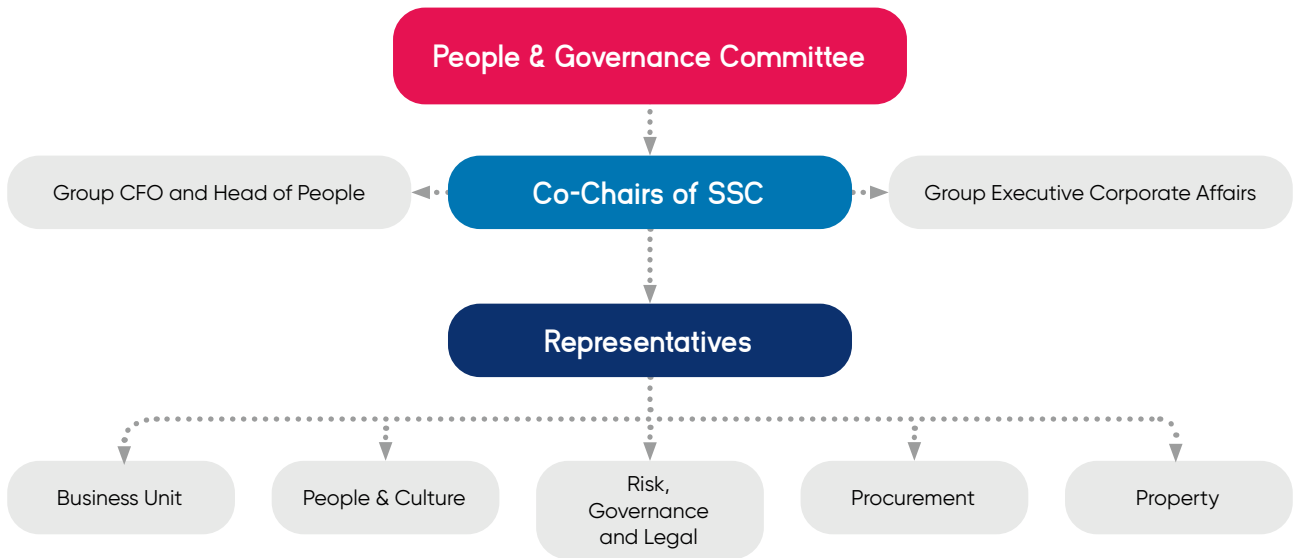 People & Governance Committee
Group CFO and Head of People
Co-Chairs of SSC
Group Executive Corporate Affairs
Representatives
Business Unit
People & Culture
Risk,
Governance
and Legal
Procurement
Property